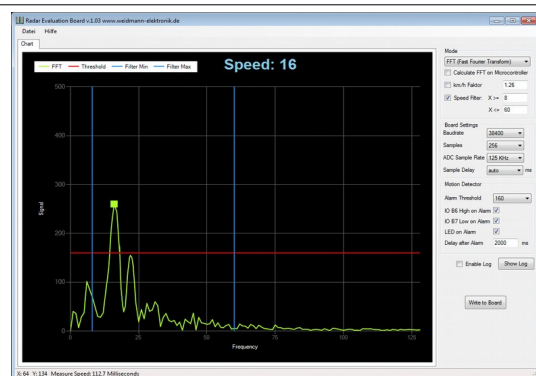 Radar Evaluation Board v.1.03 www.weidmann-elektronik.de
Datei Hilfe
Chart
FFT Threshold Filter Min Filter Max
Speed: 16
500
400
300
200
100
0
Signal
0 25 50 75 100 125
Frequency
Mode
FFT (Fast Fourier Transform)
Calculate FFT on Microcontroller
km/h Faktor 1.26
Speed Filter: X >= 8
X <= 60
Board Settings
Baudrate 38400
Samples 256
ADC Sample Rate 125 KHz
Sample Delay auto ms
Motion Detector
Alarm Threshold 160
IO B6 High on Alarm
IO B7 Low on Alarm
LED on Alarm
Delay after Alarm 2000 ms
Enable Log Show Log
Write to Board
X: 64 Y: 134 Measure Speed: 112.7 Milliseconds